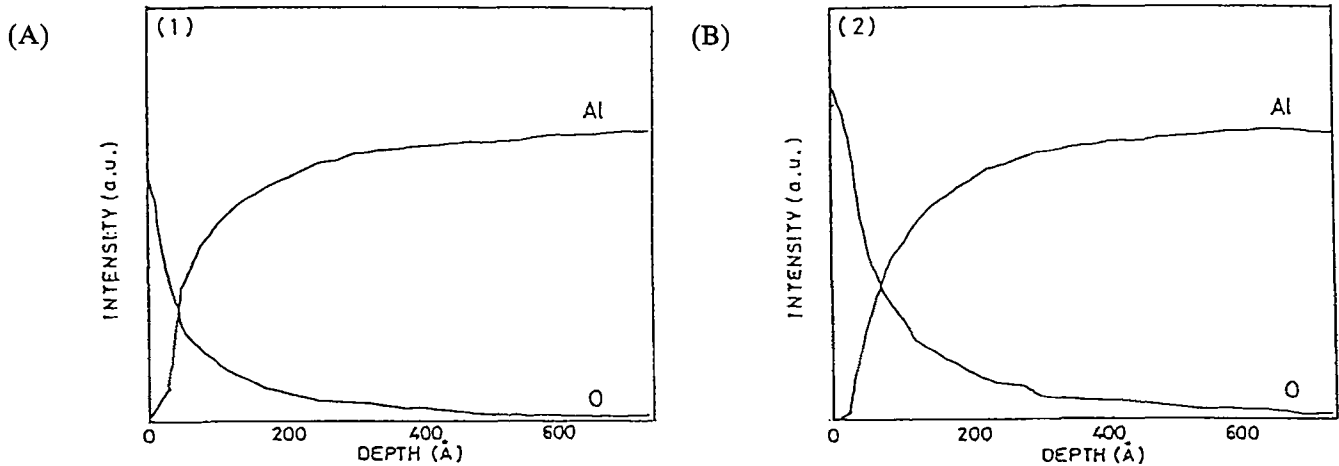 (A)
(1)
Al
O
INTENSITY (a.u.)
0 200 400 600
DEPTH (Å)
(B)
(2)
Al
O
INTENSITY (a.u.)
0 200 400 600
DEPTH (Å)